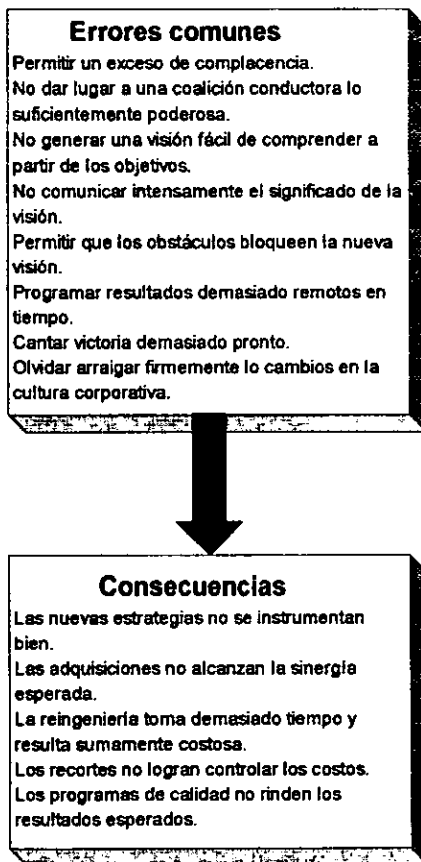 Errores comunes
Permitir un exceso de complacencia.
No dar lugar a una coalición conductora lo
suficientemente poderosa.
No generar una visión fácil de comprender a
partir de los objetivos.
No comunicar intensamente el significado de la
visión.
Permitir que los obstáculos bloqueen la nueva
visión.
Programar resultados demasiado remotos en
tiempo.
Cantar victoria demasiado pronto.
Olvidar arraigar firmemente lo cambios en la
cultura corporativa.
Consecuencias
Las nuevas estrategias no se instrumentan
bien.
Las adquisiciones no alcanzan la sinergía
esperada.
La reingeniería toma demasiado tiempo y
resulta sumamente costosa.
Los recortes no logran controlar los costos.
Los programas de calidad no rinden los
resultados esperados.